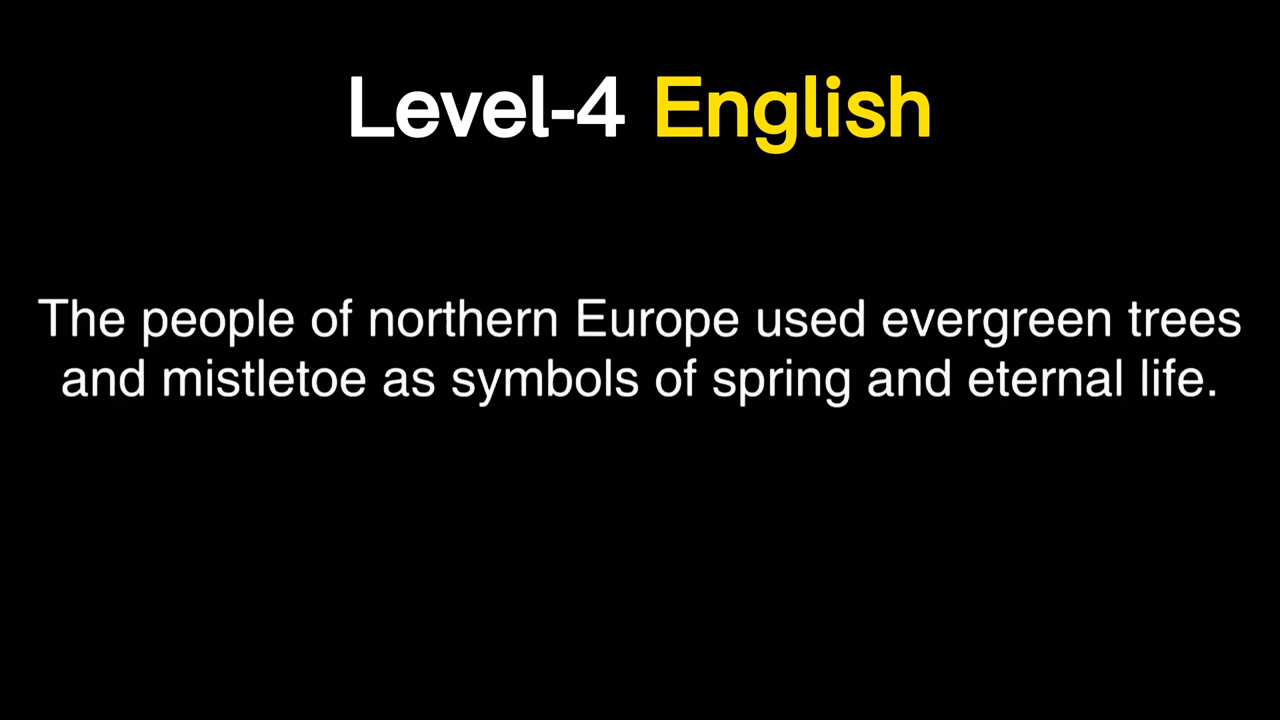 Level-4 English
The people of northern Europe used evergreen trees
and mistletoe as symbols of spring and eternal life.